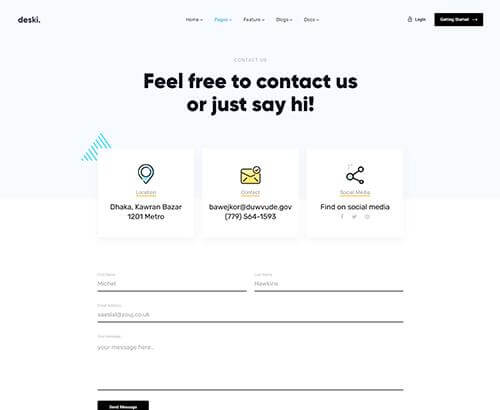 deski.
Home Pages Feature Blogs Docs
Login
Getting Started
CONTACT US
Feel free to contact us
or just say hi!
Location
Dhaka, Kawran Bazar
1201 Metro
Contact
bawejkor@duwvude.gov
(779) 564-1593
Social Media
Find on social media
First Name
Michel
Last Name
Hawkins
Email Address
saeslal@zouj.co.uk
Your Message
your message here..
Send Message